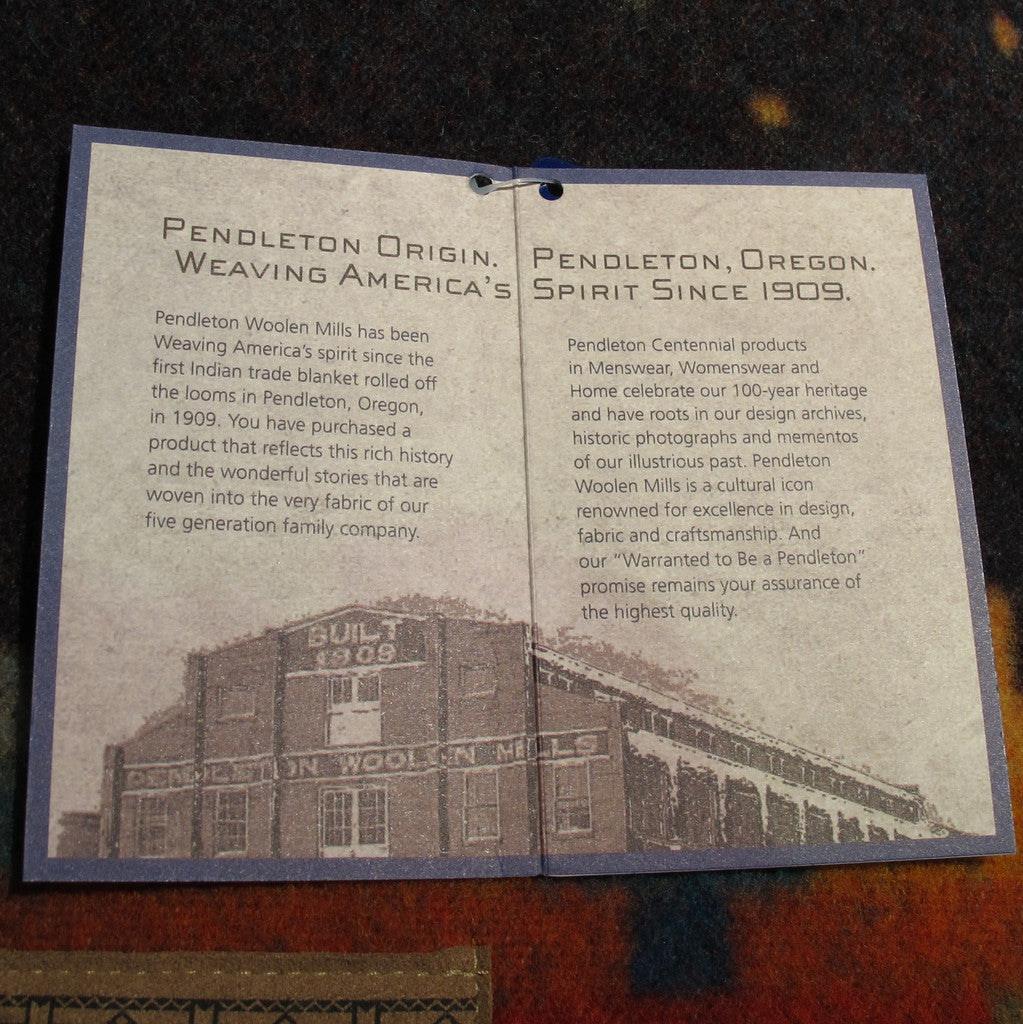 Pendleton Origin. Pendleton, Oregon.
Weaving America's Spirit Since 1909.
Pendleton Woolen Mills has been
Weaving America's spirit since the
first Indian trade blanket rolled off
the looms in Pendleton, Oregon,
in 1909. You have purchased a
product that reflects this rich history
and the wonderful stories that are
woven into the very fabric of our
five generation family company.
Pendleton Centennial products
in Menswear, Womenswear and
Home celebrate our 100-year heritage
and have roots in our design archives,
historic photographs and mementos
of our illustrious past. Pendleton
Woolen Mills is a cultural icon
renowned for excellence in design,
fabric and craftsmanship. And
our "Warranted to Be a Pendleton"
promise remains your assurance of
the highest quality.
BUILT
1909
PENDLETON WOOLEN MILLS